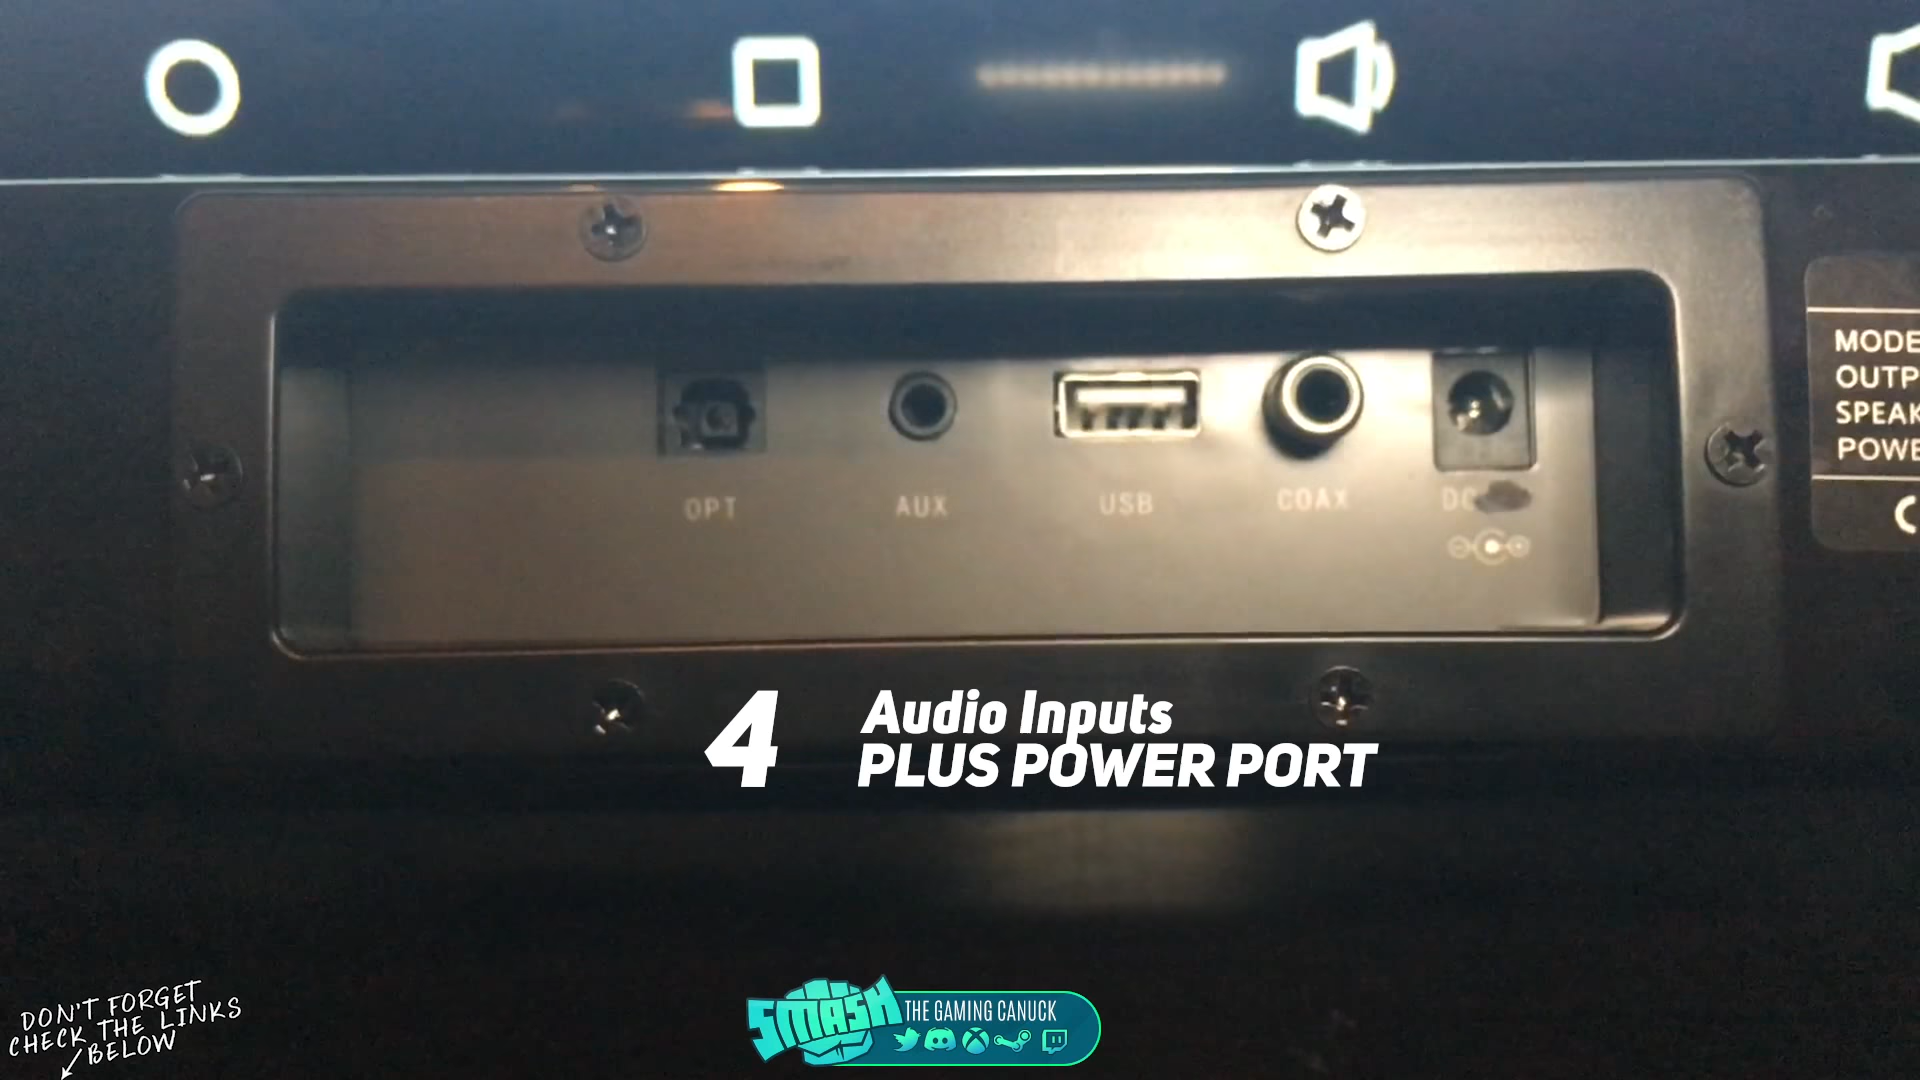 OPT
AUX
USB
COAX
DC
MODE
OUTP
SPEAK
POWE
4
Audio Inputs
PLUS POWER PORT
DON'T FORGET
CHECK THE LINKS
BELOW
SMASH
THE GAMING CANUCK